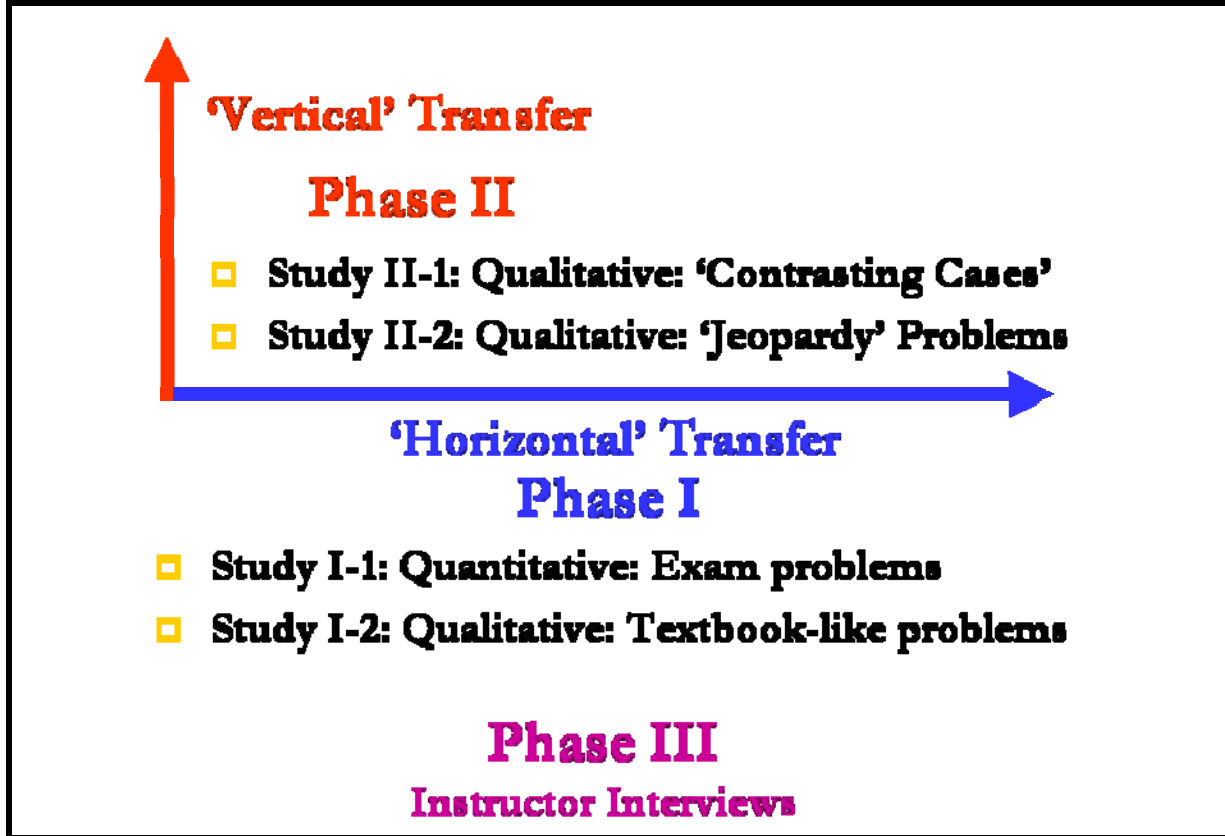 ‘Vertical’ Transfer
Phase II
Study II-1: Qualitative: ‘Contrasting Cases’
Study II-2: Qualitative: ‘Jeopardy’ Problems
‘Horizontal’ Transfer
Phase I
Study I-1: Quantitative: Exam problems
Study I-2: Qualitative: Textbook-like problems
Phase III
Instructor Interviews